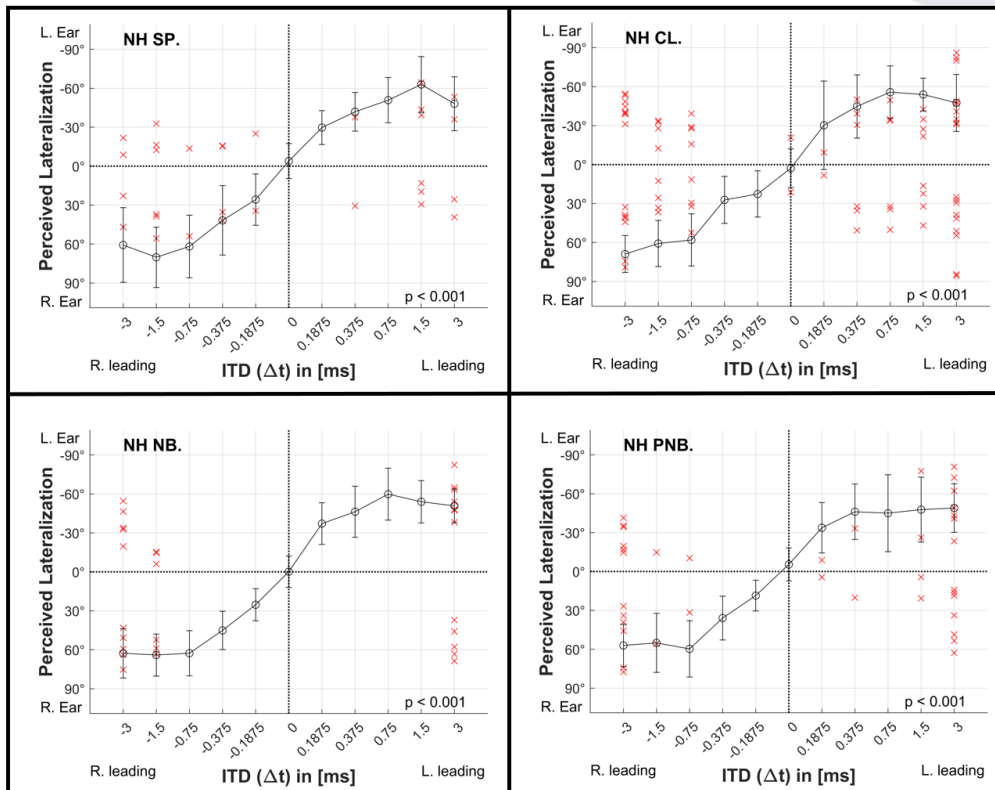 L. Ear
NH SP.
-90°
-60°
-30°
0°
30°
60°
90°
R. Ear
Perceived Lateralization
p < 0.001
-3
-1.5
-0.75
-0.375
-0.1875
0
0.1875
0.375
0.75
1.5
3
R. leading
ITD (Δt) in [ms]
L. leading
L. Ear
NH CL.
-90°
-60°
-30°
0°
30°
60°
90°
R. Ear
Perceived Lateralization
p < 0.001
-3
-1.5
-0.75
-0.375
-0.1875
0
0.1875
0.375
0.75
1.5
3
R. leading
ITD (Δt) in [ms]
L. leading
L. Ear
NH NB.
-90°
-60°
-30°
0°
30°
60°
90°
R. Ear
Perceived Lateralization
p < 0.001
-3
-1.5
-0.75
-0.375
-0.1875
0
0.1875
0.375
0.75
1.5
3
R. leading
ITD (Δt) in [ms]
L. leading
L. Ear
NH PNB.
-90°
-60°
-30°
0°
30°
60°
90°
R. Ear
Perceived Lateralization
p < 0.001
-3
-1.5
-0.75
-0.375
-0.1875
0
0.1875
0.375
0.75
1.5
3
R. leading
ITD (Δt) in [ms]
L. leading